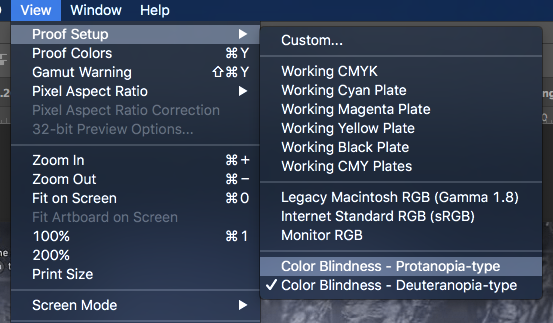 View Window Help
Proof Setup
Proof Colors ⌘Y
Gamut Warning ⇧⌘Y
Pixel Aspect Ratio
Pixel Aspect Ratio Correction
32-bit Preview Options...
Zoom In ⌘+
Zoom Out ⌘−
Fit on Screen ⌘0
Fit Artboard on Screen
100% ⌘1
200%
Print Size
Screen Mode
Custom...
Working CMYK
Working Cyan Plate
Working Magenta Plate
Working Yellow Plate
Working Black Plate
Working CMY Plates
Legacy Macintosh RGB (Gamma 1.8)
Internet Standard RGB (sRGB)
Monitor RGB
Color Blindness - Protanopia-type
✓ Color Blindness - Deuteranopia-type